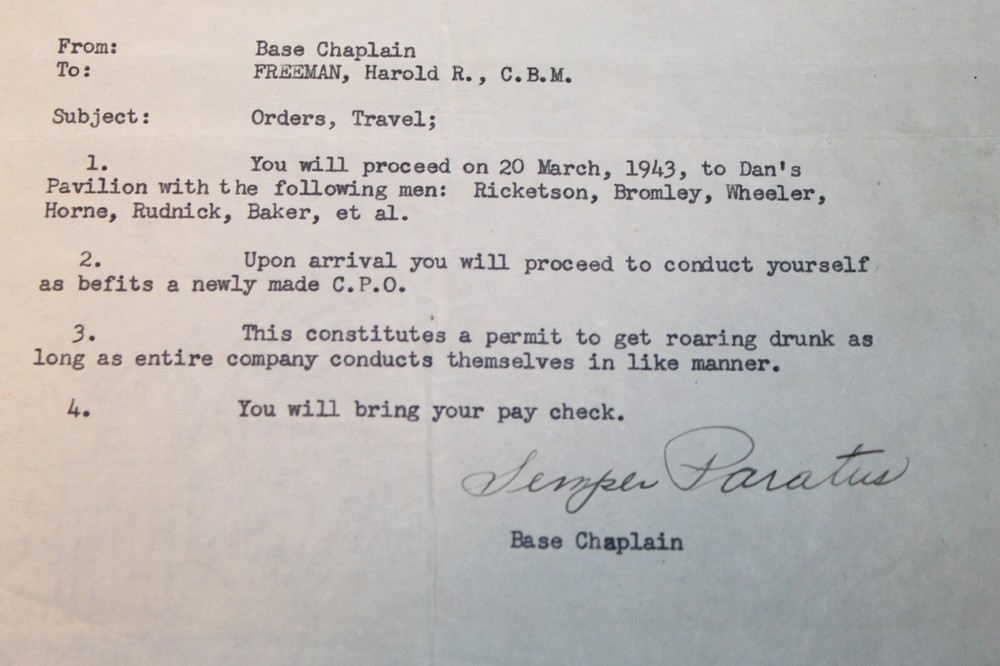 From: Base Chaplain
To: FREEMAN, Harold R., C.B.M.
Subject: Orders, Travel;
1. You will proceed on 20 March, 1943, to Dan's
Pavilion with the following men: Ricketson, Bromley, Wheeler,
Horne, Rudnick, Baker, et al.
2. Upon arrival you will proceed to conduct yourself
as befits a newly made C.P.O.
3. This constitutes a permit to get roaring drunk as
long as entire company conducts themselves in like manner.
4. You will bring your pay check.
Semper Paratus
Base Chaplain